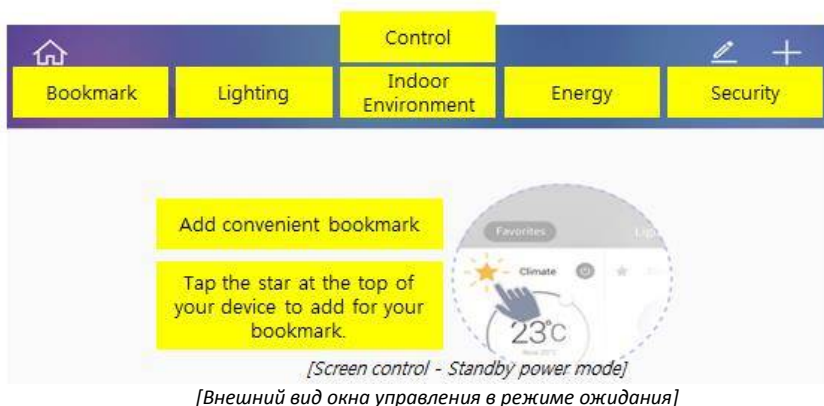 Control
Bookmark
Lighting
Indoor
Environment
Energy
Security
Add convenient bookmark
Tap the star at the top of
your device to add for your
bookmark.
Favorites
Climate
23°C
[Screen control - Standby power mode]
[Внешний вид окна управления в режиме ожидания]